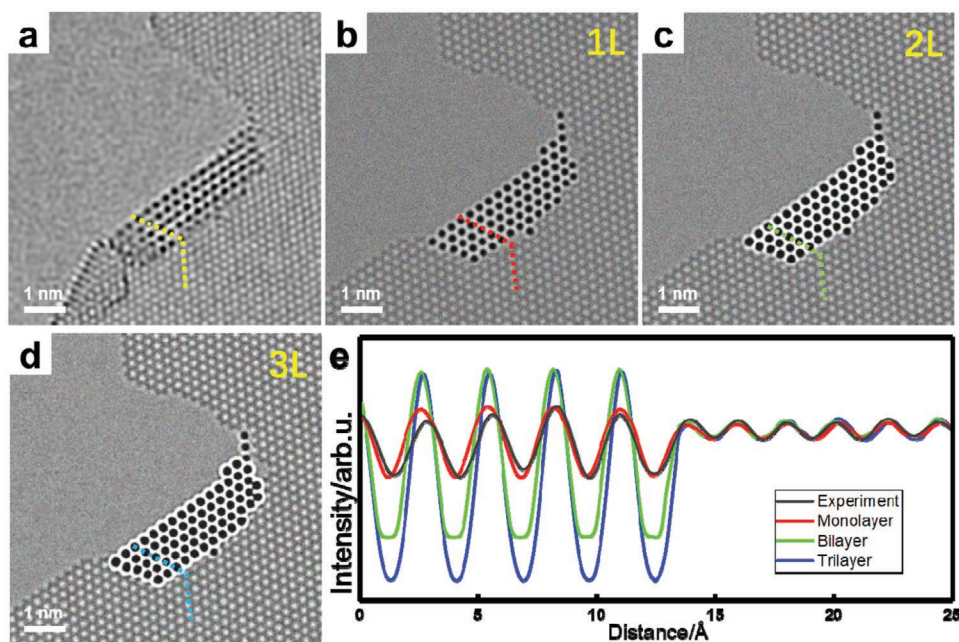 a
b
1L
c
2L
1 nm
1 nm
1 nm
d
3L
e
1 nm
Intensity/arb.u.
Experiment
Monolayer
Bilayer
Trilayer
0
5
10
15
20
25
Distance/Å